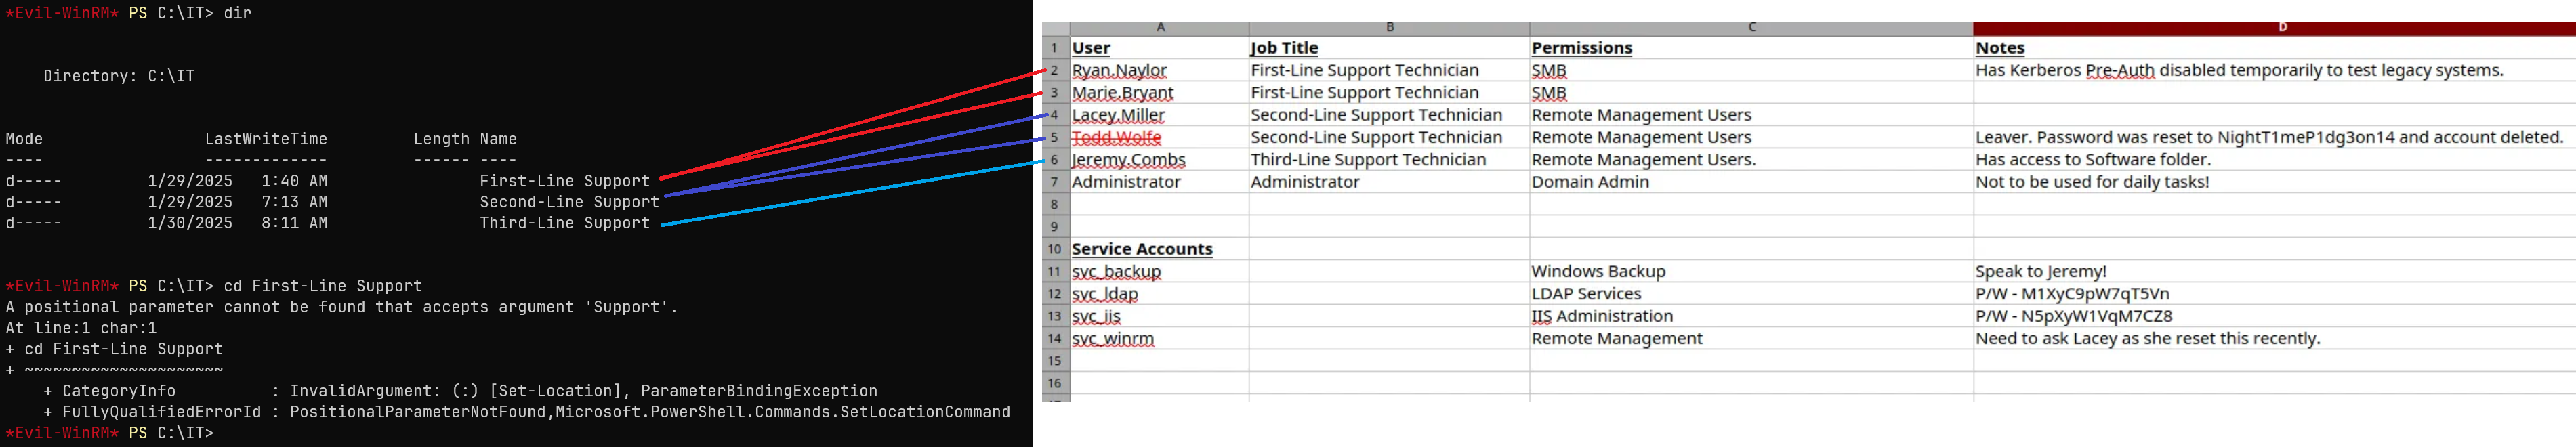 *Evil-WinRM* PS C:\IT> dir
Directory: C:\IT
Mode LastWriteTime Length Name
---- ------------- ------ ----
d----- 1/29/2025 1:40 AM First-Line Support
d----- 1/29/2025 7:13 AM Second-Line Support
d----- 1/30/2025 8:11 AM Third-Line Support
*Evil-WinRM* PS C:\IT> cd First-Line Support
A positional parameter cannot be found that accepts argument 'Support'.
At line:1 char:1
+ cd First-Line Support
+ ~~~~~~~~~~~~~~~~~~~~~
+ CategoryInfo : InvalidArgument: (:) [Set-Location], ParameterBindingException
+ FullyQualifiedErrorId : PositionalParameterNotFound,Microsoft.PowerShell.Commands.SetLocationCommand
*Evil-WinRM* PS C:\IT>
A B C D
1 User Job Title Permissions Notes
2 Ryan.Naylor First-Line Support Technician SMB Has Kerberos Pre-Auth disabled temporarily to test legacy systems.
3 Marie.Bryant First-Line Support Technician SMB
4 Lacey.Miller Second-Line Support Technician Remote Management Users
5 Todd.Wolfe Second-Line Support Technician Remote Management Users Leaver. Password was reset to NightT1meP1dg3on14 and account deleted.
6 Jeremy.Combs Third-Line Support Technician Remote Management Users. Has access to Software folder.
7 Administrator Administrator Domain Admin Not to be used for daily tasks!
8
9
10 Service Accounts
11 svc_backup Windows Backup Speak to Jeremy!
12 svc_ldap LDAP Services P/W - M1XyC9pW7qT5Vn
13 svc_iis IIS Administration P/W - N5pXyW1VqM7CZ8
14 svc_winrm Remote Management Need to ask Lacey as she reset this recently.
15
16